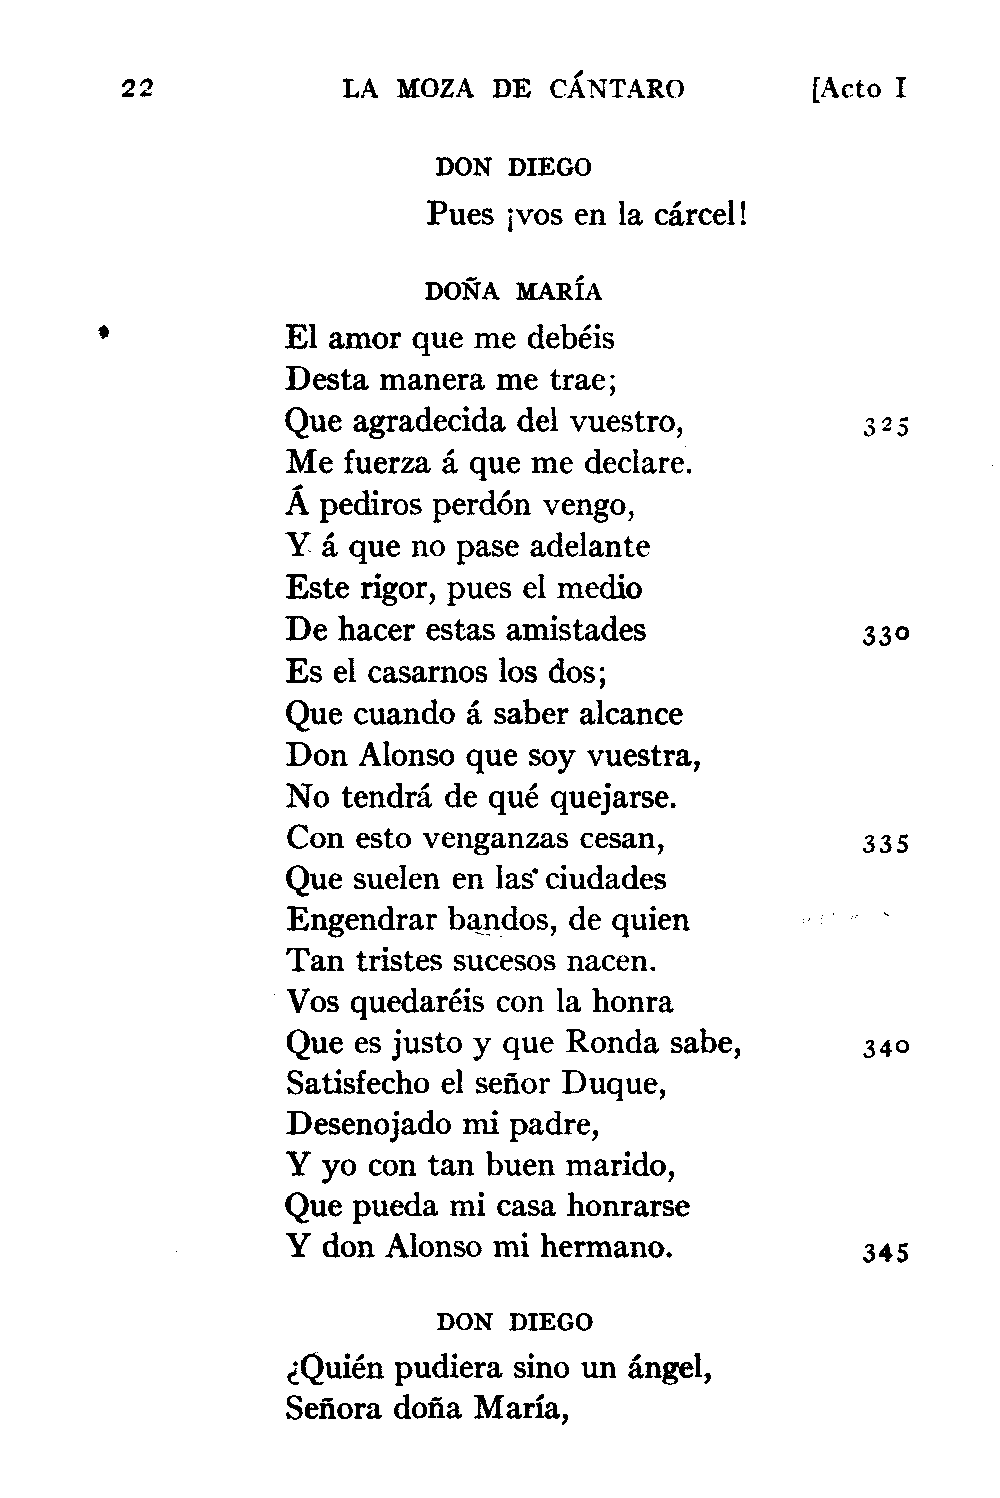 22 LA MOZA DE CÁNTARO [Acto I
DON DIEGO
Pues ¡vos en la cárcel!
DOÑA MARÍA
El amor que me debéis
Desta manera me trae;
Que agradecida del vuestro, 325
Me fuerza á que me declare.
Á pediros perdón vengo,
Y á que no pase adelante
Este rigor, pues el medio
De hacer estas amistades 330
Es el casarnos los dos;
Que cuando á saber alcance
Don Alonso que soy vuestra,
No tendrá de qué quejarse.
Con esto venganzas cesan, 335
Que suelen en las ciudades
Engendrar bandos, de quien
Tan tristes sucesos nacen.
Vos quedaréis con la honra
Que es justo y que Ronda sabe, 340
Satisfecho el señor Duque,
Desenojado mi padre,
Y yo con tan buen marido,
Que pueda mi casa honrarse
Y don Alonso mi hermano. 345
DON DIEGO
¿Quién pudiera sino un ángel,
Señora doña María,